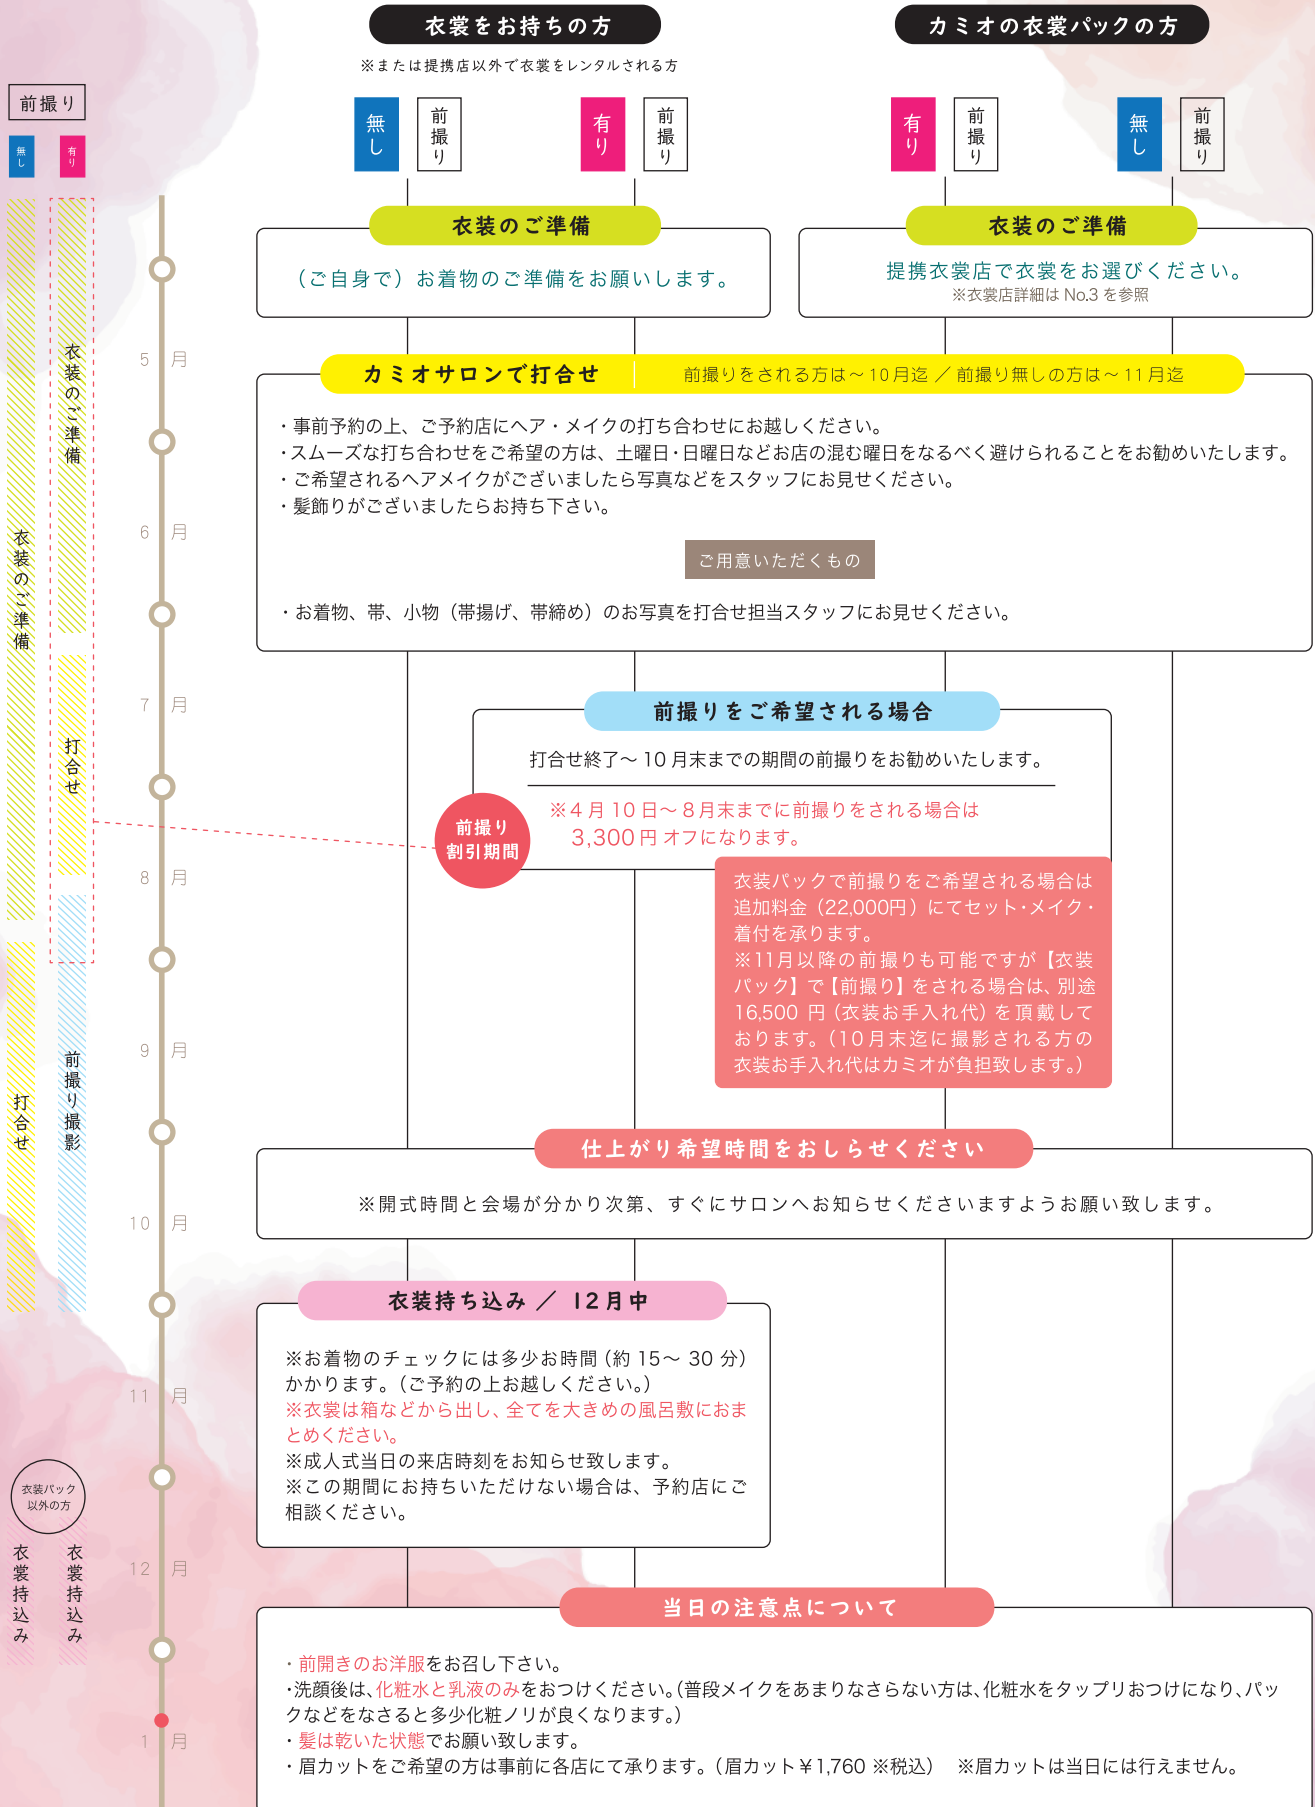 衣裳をお持ちの方
※または提携店以外で衣裳をレンタルされる方
カミオの衣裳パックの方
前撮り
無し
有り
無し
前撮り
有り
前撮り
有り
前撮り
無し
前撮り
衣装のご準備
（ご自身で）お着物のご準備をお願いします。
衣装のご準備
提携衣裳店で衣裳をお選びください。
※衣裳店詳細は No.3 を参照
カミオサロンで打合せ
前撮りをされる方は～10月迄 ／ 前撮り無しの方は～11月迄
・事前予約の上、ご予約店にヘア・メイクの打ち合わせにお越しください。
・スムーズな打ち合わせをご希望の方は、土曜日・日曜日などお店の混む曜日をなるべく避けられることをお勧めいたします。
・ご希望されるヘアメイクがございましたら写真などをスタッフにお見せください。
・髪飾りがございましたらお持ち下さい。
ご用意いただくもの
・お着物、帯、小物（帯揚げ、帯締め）のお写真を打合せ担当スタッフにお見せください。
前撮りをご希望される場合
打合せ終了～10月末までの期間の前撮りをお勧めいたします。
前撮り
割引期間
※4月10日～8月末までに前撮りをされる場合は
3,300円 オフになります。
衣装パックで前撮りをご希望される場合は
追加料金（22,000円）にてセット・メイク・
着付を承ります。
※11月以降の前撮りも可能ですが【衣装
パック】で【前撮り】をされる場合は、別途
16,500 円（衣装お手入れ代）を頂戴して
おります。（10月末迄に撮影される方の
衣装お手入れ代はカミオが負担致します。）
仕上がり希望時間をおしらせください
※開式時間と会場が分かり次第、すぐにサロンへお知らせくださいますようお願い致します。
衣装持ち込み ／ 12月中
※お着物のチェックには多少お時間（約 15～ 30 分）
かかります。（ご予約の上お越しください。）
※衣裳は箱などから出し、全てを大きめの風呂敷におま
とめください。
※成人式当日の来店時刻をお知らせ致します。
※この期間にお持ちいただけない場合は、予約店にご
相談ください。
当日の注意点について
・前開きのお洋服をお召し下さい。
・洗顔後は、化粧水と乳液のみをおつけください。（普段メイクをあまりなさらない方は、化粧水をタップリおつけになり、パッ
クなどをなさると多少化粧ノリが良くなります。）
・髪は乾いた状態でお願い致します。
・眉カットをご希望の方は事前に各店にて承ります。（眉カット￥1,760 ※税込）　※眉カットは当日には行えません。
衣装のご準備
打合せ
衣装のご準備
打合せ
前撮り撮影
衣装パック
以外の方
衣裳持込み
衣裳持込み
5 月
6 月
7 月
8 月
9 月
10 月
11 月
12 月
1 月